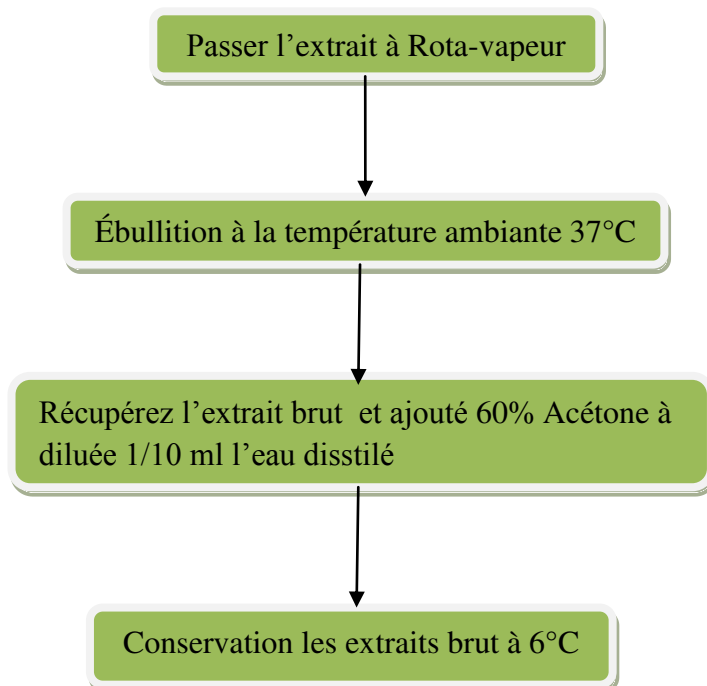 Passer l’extrait à Rota-vapeur
Ébullition à la température ambiante 37°C
Récupérez l’extrait brut et ajouté 60% Acétone à
diluée 1/10 ml l’eau disstilé
Conservation les extraits brut à 6°C